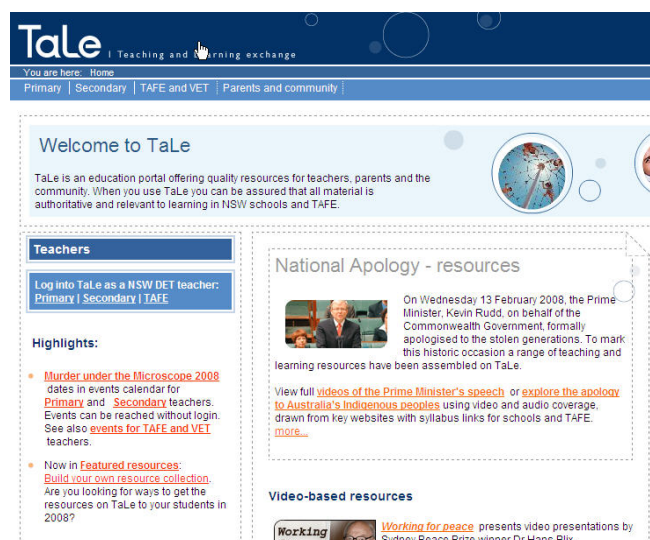 TaLe | Teaching and Learning exchange
You are here: Home
Primary | Secondary | TAFE and VET | Parents and community
Welcome to TaLe
TaLe is an education portal offering quality
resources for teachers, parents and the
community. When you use TaLe you can be
assured that all material is
authoritative and relevant to learning in NSW
schools and TAFE.
Teachers
Log into TaLe as a NSW DET teacher:
Primary | Secondary | TAFE
Highlights:
Murder under the Microscope 2008
dates in events calendar for
Primary and Secondary teachers.
Events can be reached without login.
See also events for TAFE and VET
teachers.
Now in Featured resources:
Build your own resource collection.
Are you looking for ways to get the
resources on TaLe to your students in
2008?
National Apology - resources
On Wednesday 13 February 2008, the Prime
Minister, Kevin Rudd, on behalf of the
Commonwealth Government, formally
apologised to the stolen generations. To mark
this historic occasion a range of teaching and
learning resources have been assembled on TaLe.
View full videos of the Prime Minister's speech or explore the apology
to Australia's Indigenous peoples using video and audio coverage,
drawn from key websites with syllabus links for schools and TAFE.
more...
Video-based resources
Working
Working for peace presents video presentations by
Sydney Peace Prize winner Dr Hans Blix